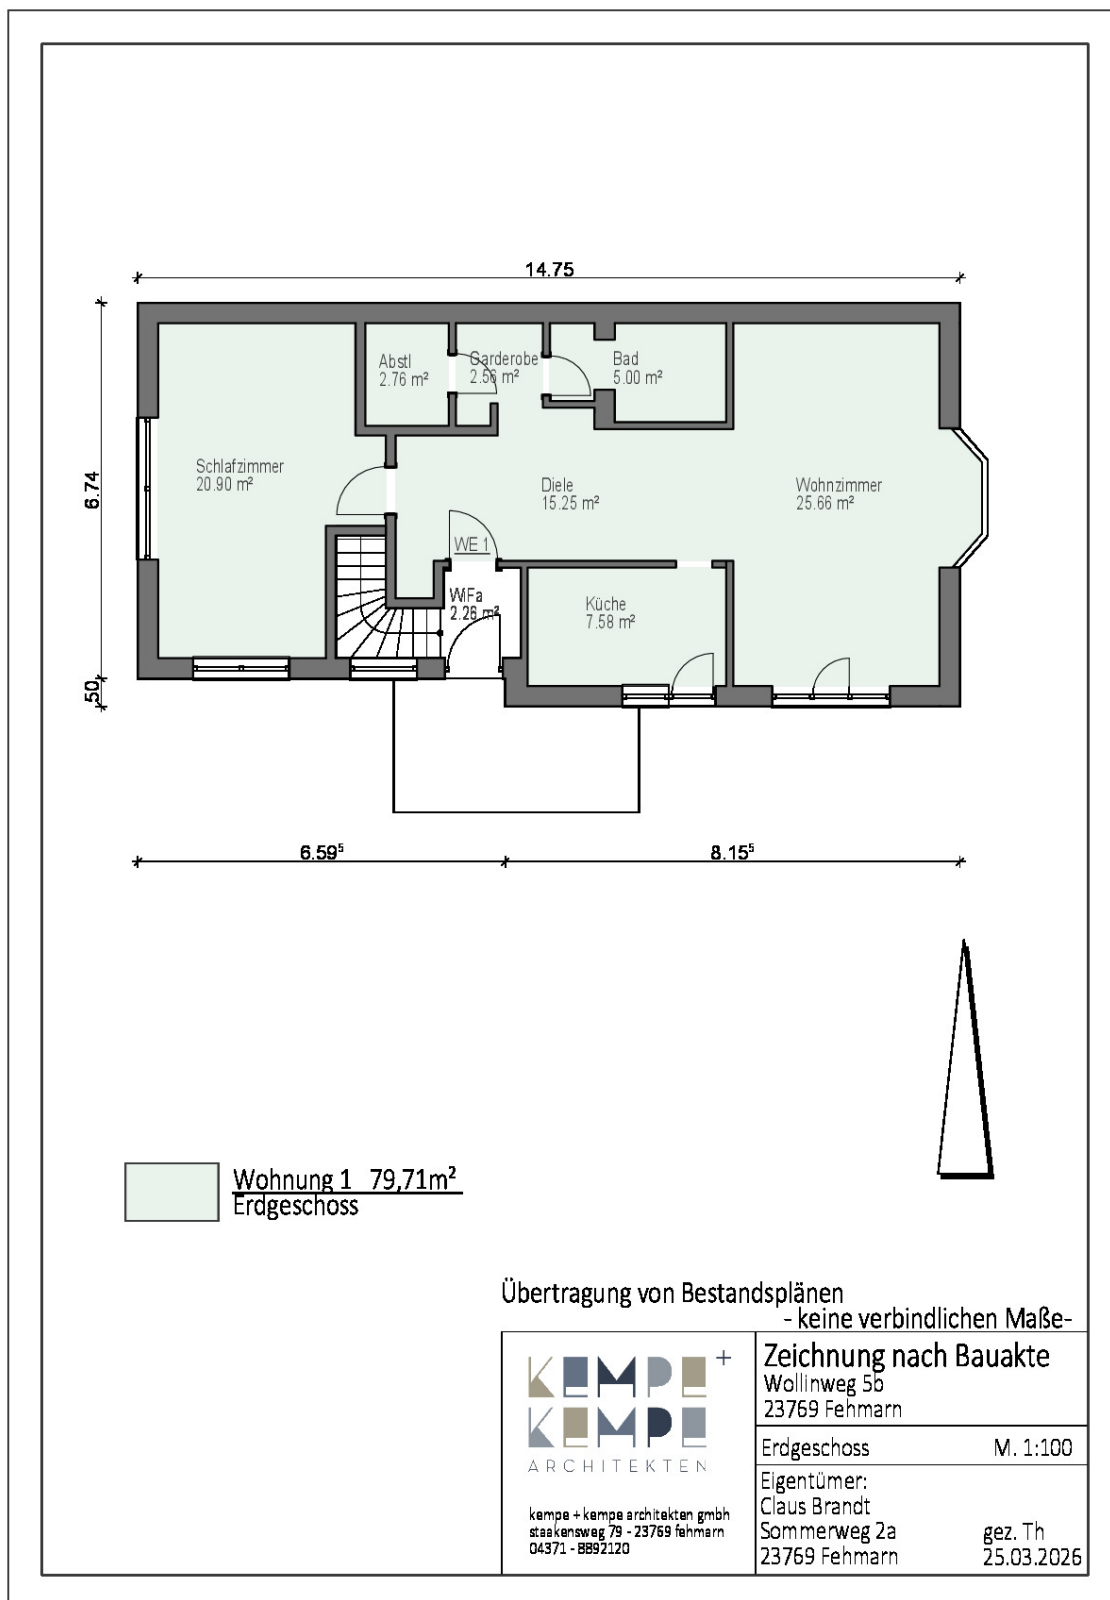 14.75
6.74
50
Abstl
2.76 m²
Garderobe
2.56 m²
Bad
5.00 m²
Schlafzimmer
20.90 m²
Diele
15.25 m²
Wohnzimmer
25.66 m²
WE 1
WiFa
2.26 m²
Küche
7.58 m²
6.59⁵
8.15⁵
Wohnung 1 79,71m²
Erdgeschoss
Übertragung von Bestandsplänen
- keine verbindlichen Maße-
KEMPE+
KEMPE
ARCHITEKTEN
kempe + kempe architekten gmbh
staakensweg 79 - 23769 fehmarn
04371 - 8892120
Zeichnung nach Bauakte
Wollinweg 5b
23769 Fehmarn
Erdgeschoss M. 1:100
Eigentümer:
Claus Brandt
Sommerweg 2a gez. Th
23769 Fehmarn 25.03.2026